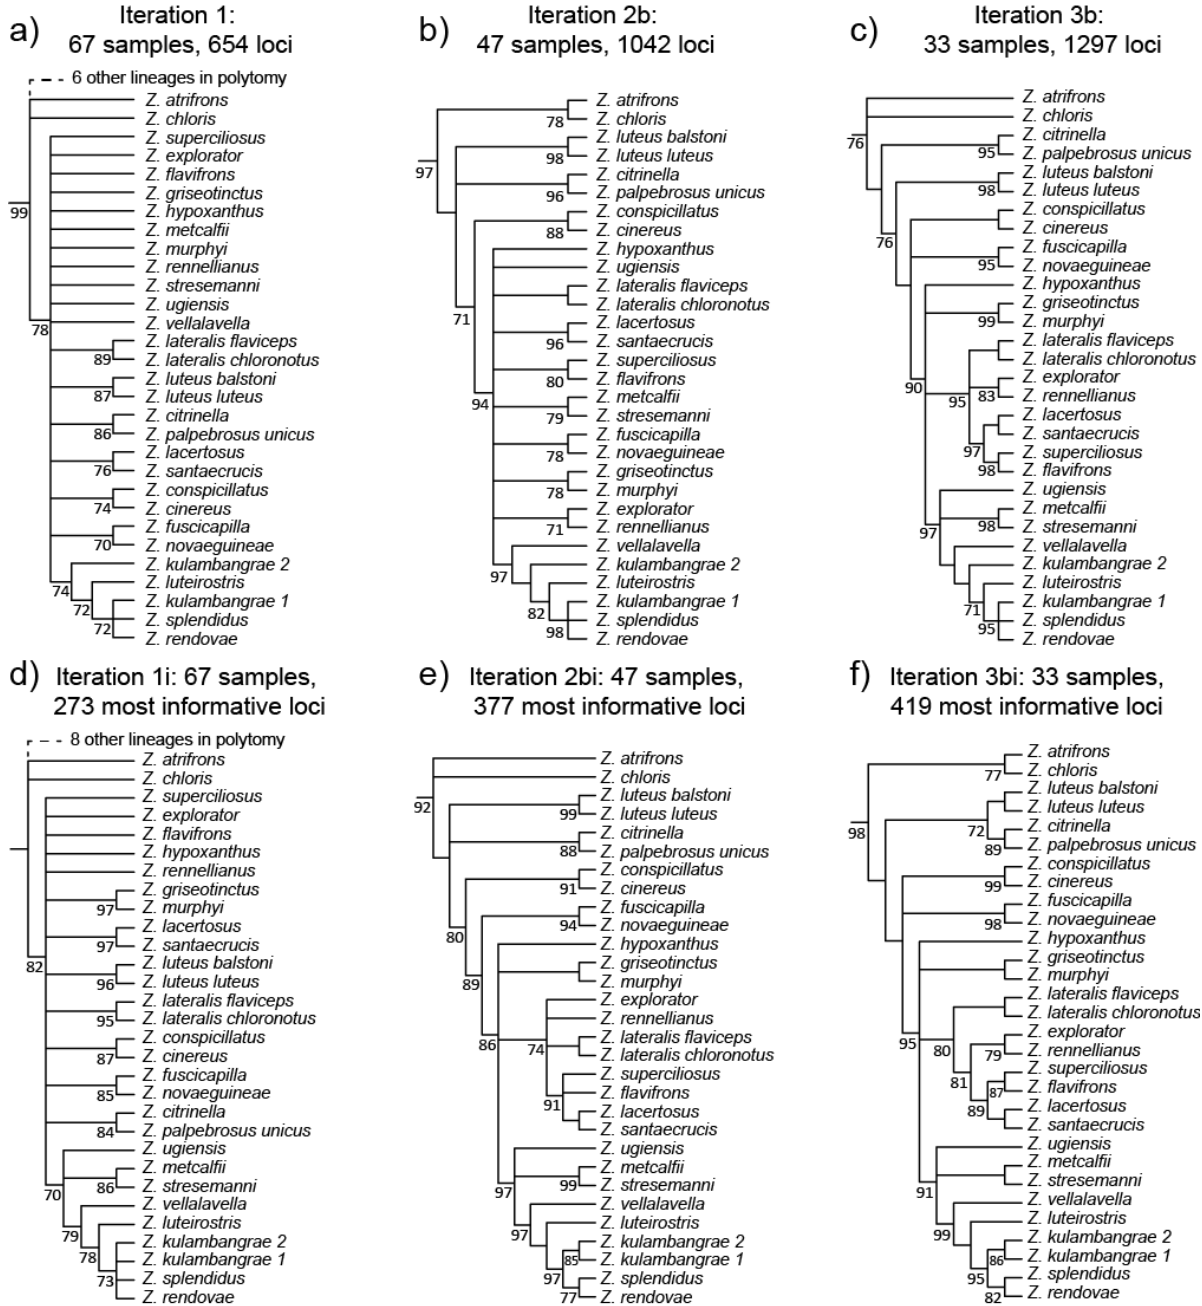 a)
Iteration 1:
67 samples, 654 loci
6 other lineages in polytomy
Z. atrifrons
Z. chloris
Z. superciliosus
Z. explorator
Z. flavifrons
Z. griseotinctus
99
Z. hypoxanthus
Z. metcalfii
Z. murphyi
Z. rennellianus
Z. stresemanni
Z. ugiensis
Z. vellalavella
78
Z. lateralis flaviceps
89
Z. lateralis chloronotus
Z. luteus balstoni
87
Z. luteus luteus
Z. citrinella
86
Z. palpebrosus unicus
Z. lacertosus
76
Z. santaecrucis
Z. conspicillatus
74
Z. cinereus
Z. fuscicapilla
70
Z. novaeguineae
Z. kulambangrae 2
74
Z. luteirostris
72
Z. kulambangrae 1
Z. splendidus
72
Z. rendovae
b)
Iteration 2b:
47 samples, 1042 loci
Z. atrifrons
78
Z. chloris
Z. luteus balstoni
98
Z. luteus luteus
97
Z. citrinella
96
Z. palpebrosus unicus
Z. conspicillatus
88
Z. cinereus
Z. hypoxanthus
Z. ugiensis
Z. lateralis flaviceps
Z. lateralis chloronotus
71
Z. lacertosus
96
Z. santaecrucis
Z. superciliosus
80
Z. flavifrons
94
Z. metcalfii
79
Z. stresemanni
Z. fuscicapilla
78
Z. novaeguineae
Z. griseotinctus
78
Z. murphyi
Z. explorator
71
Z. rennellianus
Z. vellalavella
97
Z. kulambangrae 2
Z. luteirostris
82
Z. kulambangrae 1
Z. splendidus
98
Z. rendovae
c)
Iteration 3b:
33 samples, 1297 loci
Z. atrifrons
Z. chloris
76
Z. citrinella
95
Z. palpebrosus unicus
Z. luteus balstoni
98
Z. luteus luteus
Z. conspicillatus
76
Z. cinereus
Z. fuscicapilla
95
Z. novaeguineae
Z. hypoxanthus
Z. griseotinctus
99
Z. murphyi
Z. lateralis flaviceps
Z. lateralis chloronotus
90
Z. explorator
95
83
Z. rennellianus
Z. lacertosus
Z. santaecrucis
97
Z. superciliosus
98
Z. flavifrons
Z. ugiensis
Z. metcalfii
97
98
Z. stresemanni
Z. vellalavella
Z. kulambangrae 2
Z. luteirostris
71
Z. kulambangrae 1
Z. splendidus
95
Z. rendovae
d)
Iteration 1i: 67 samples,
273 most informative loci
8 other lineages in polytomy
Z. atrifrons
Z. chloris
Z. superciliosus
Z. explorator
Z. flavifrons
Z. hypoxanthus
Z. rennellianus
Z. griseotinctus
97
Z. murphyi
Z. lacertosus
97
Z. santaecrucis
82
Z. luteus balstoni
96
Z. luteus luteus
Z. lateralis flaviceps
95
Z. lateralis chloronotus
Z. conspicillatus
87
Z. cinereus
Z. fuscicapilla
85
Z. novaeguineae
Z. citrinella
84
Z. palpebrosus unicus
Z. ugiensis
Z. metcalfii
70
86
Z. stresemanni
Z. vellalavella
79
Z. luteirostris
78
Z. kulambangrae 2
Z. kulambangrae 1
73
Z. splendidus
Z. rendovae
e)
Iteration 2bi: 47 samples,
377 most informative loci
Z. atrifrons
Z. chloris
92
Z. luteus balstoni
99
Z. luteus luteus
Z. citrinella
88
Z. palpebrosus unicus
Z. conspicillatus
91
Z. cinereus
Z. fuscicapilla
80
94
Z. novaeguineae
Z. hypoxanthus
89
Z. griseotinctus
Z. murphyi
Z. explorator
Z. rennellianus
86
74
Z. lateralis flaviceps
Z. lateralis chloronotus
Z. superciliosus
Z. flavifrons
91
Z. lacertosus
Z. santaecrucis
Z. ugiensis
Z. metcalfii
97
99
Z. stresemanni
Z. vellalavella
97
Z. luteirostris
Z. kulambangrae 2
85
Z. kulambangrae 1
97
Z. splendidus
77
Z. rendovae
f)
Iteration 3bi: 33 samples,
419 most informative loci
Z. atrifrons
77
Z. chloris
Z. luteus balstoni
Z. luteus luteus
98
72
Z. citrinella
89
Z. palpebrosus unicus
Z. conspicillatus
99
Z. cinereus
Z. fuscicapilla
98
Z. novaeguineae
Z. hypoxanthus
Z. griseotinctus
Z. murphyi
Z. lateralis flaviceps
Z. lateralis chloronotus
95
80
Z. explorator
79
Z. rennellianus
81
Z. superciliosus
87
Z. flavifrons
89
Z. lacertosus
Z. santaecrucis
Z. ugiensis
Z. metcalfii
91
Z. stresemanni
Z. vellalavella
99
Z. luteirostris
Z. kulambangrae 2
86
Z. kulambangrae 1
95
Z. splendidus
82
Z. rendovae